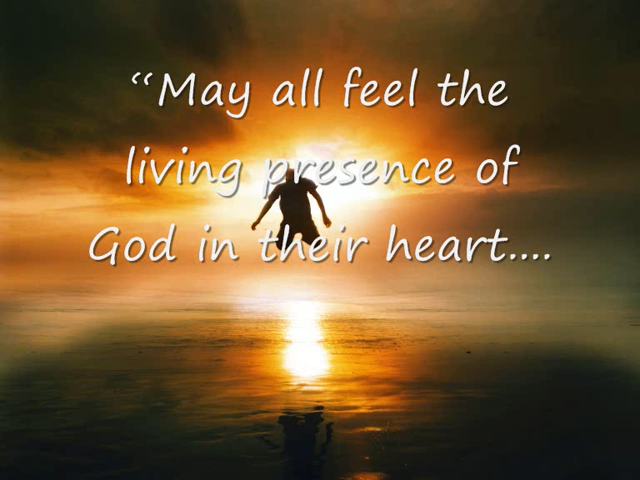 “May all feel the
living presence of
God in their heart....